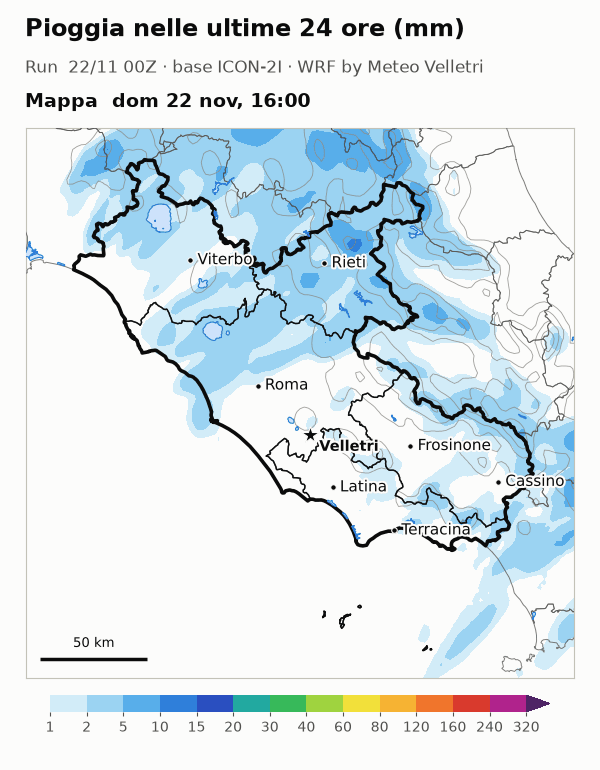 Pioggia nelle ultime 24 ore (mm)
Run  22/11 00Z · base ICON-2I · WRF by Meteo Velletri
Mappa  dom 22 nov, 16:00
Viterbo
Rieti
Roma
Velletri
Frosinone
Latina
Cassino
Terracina
50 km
1 2 5 10 15 20 30 40 60 80 120 160 240 320